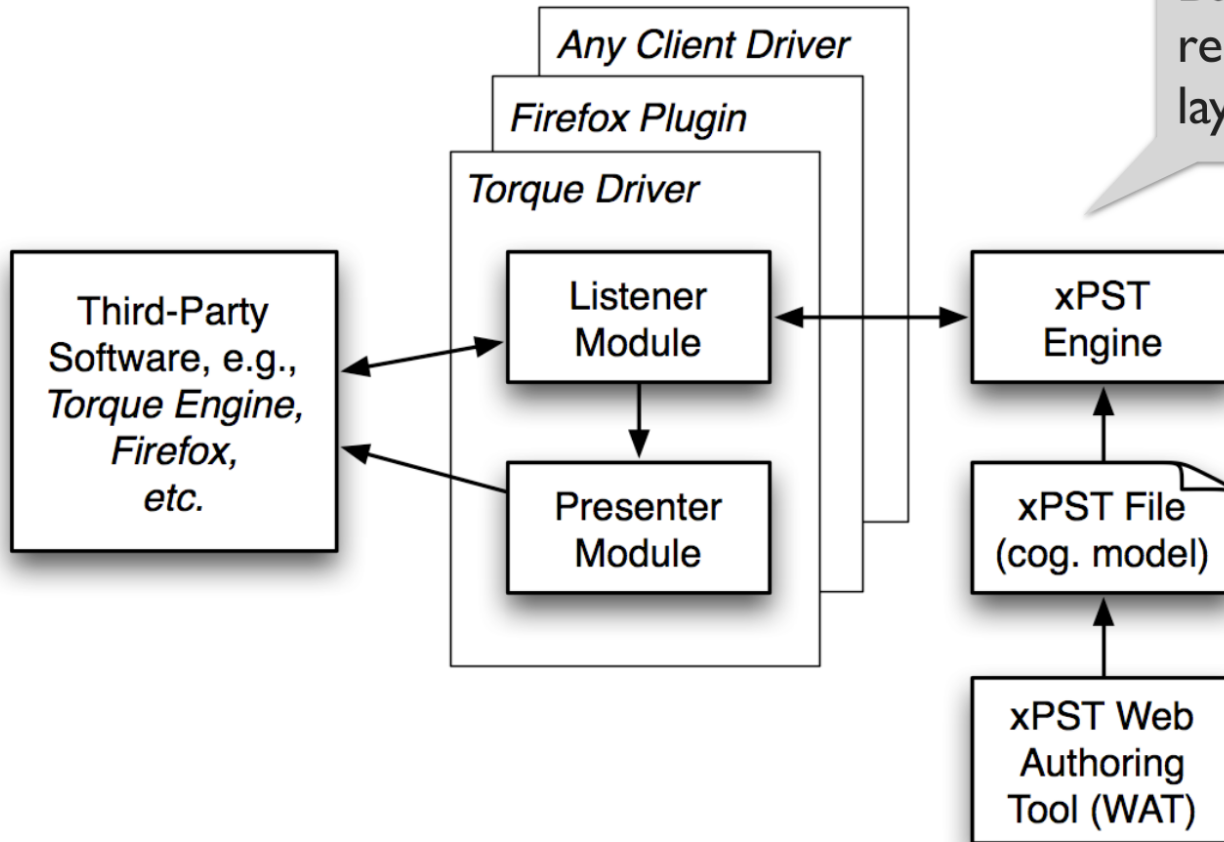 Any Client Driver
Firefox Plugin
Torque Driver
Third-Party
Software, e.g.,
Torque Engine,
Firefox,
etc.
Listener
Module
Presenter
Module
xPST
Engine
xPST File
(cog. model)
xPST Web
Authoring
Tool (WAT)